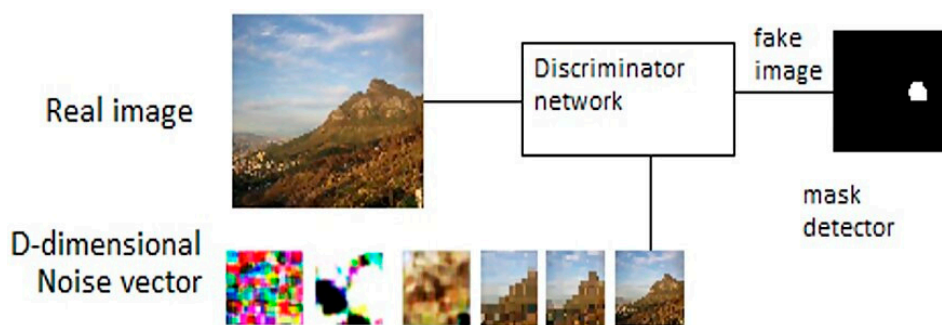 Real image
Discriminator
network
fake
image
mask
detector
D-dimensional
Noise vector